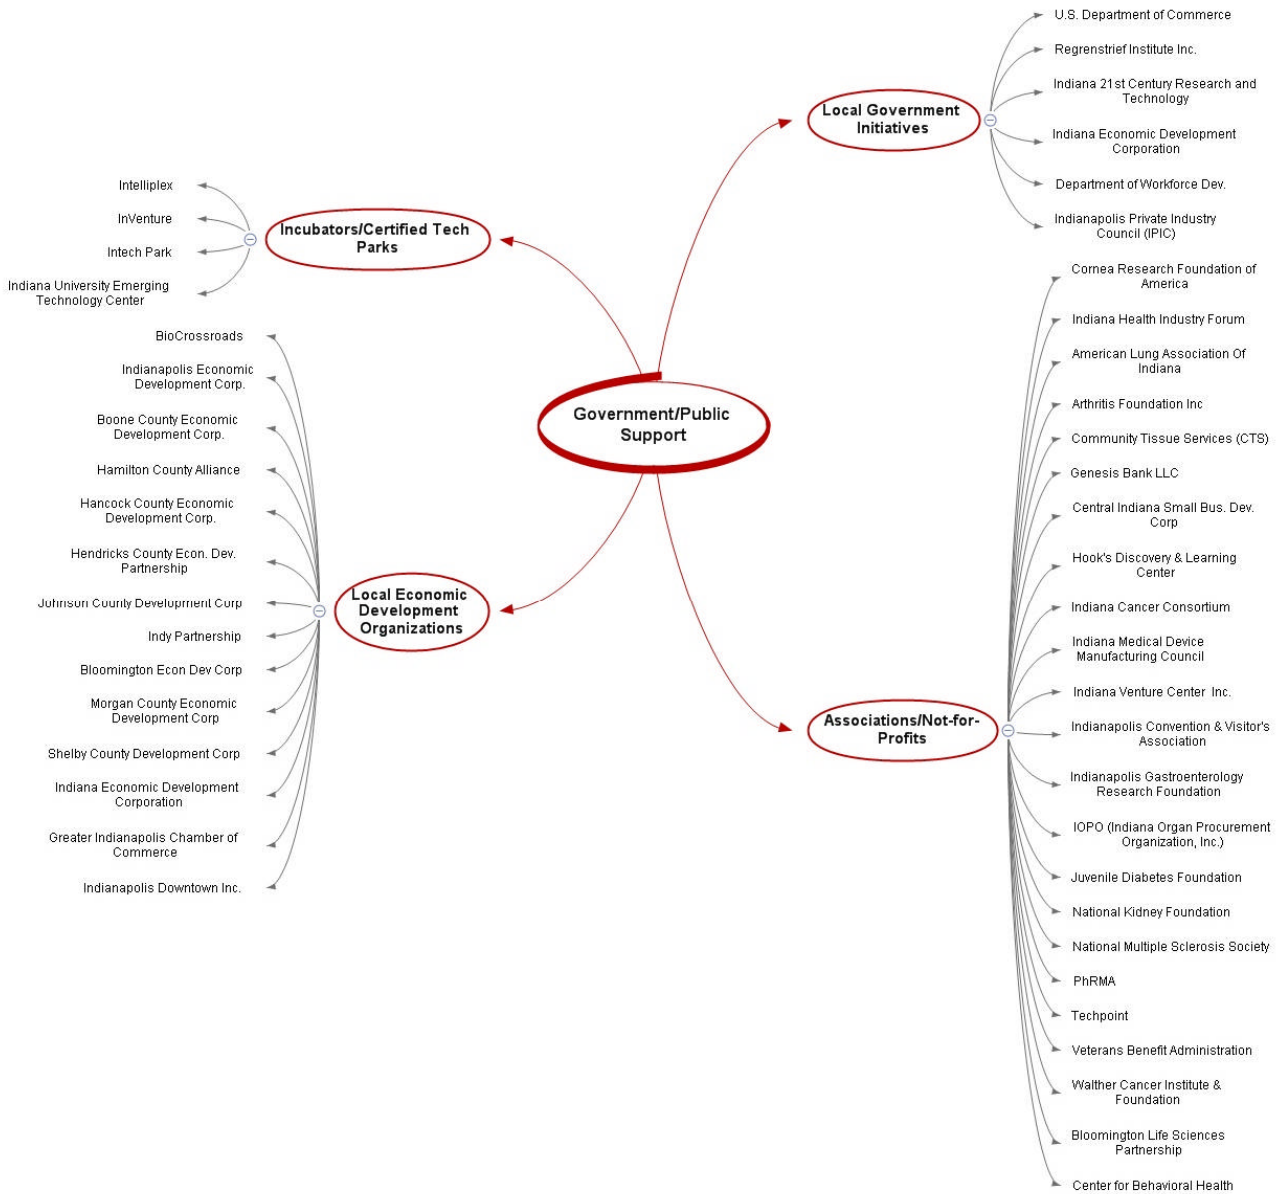 Government/Public
Support
Local Government
Initiatives
U.S. Department of Commerce
Regrenstrief Institute Inc.
Indiana 21st Century Research and
Technology
Indiana Economic Development
Corporation
Department of Workforce Dev.
Indianapolis Private Industry
Council (IPIC)
Incubators/Certified Tech
Parks
Intelliplex
InVenture
Intech Park
Indiana University Emerging
Technology Center
Local Economic
Development
Organizations
BioCrossroads
Indianapolis Economic
Development Corp.
Boone County Economic
Development Corp.
Hamilton County Alliance
Hancock County Economic
Development Corp.
Hendricks County Econ. Dev.
Partnership
Johnson County Development Corp
Indy Partnership
Bloomington Econ Dev Corp
Morgan County Economic
Development Corp
Shelby County Development Corp
Indiana Economic Development
Corporation
Greater Indianapolis Chamber of
Commerce
Indianapolis Downtown Inc.
Associations/Not-for-
Profits
Cornea Research Foundation of
America
Indiana Health Industry Forum
American Lung Association Of
Indiana
Arthritis Foundation Inc
Community Tissue Services (CTS)
Genesis Bank LLC
Central Indiana Small Bus. Dev.
Corp
Hook's Discovery & Learning
Center
Indiana Cancer Consortium
Indiana Medical Device
Manufacturing Council
Indiana Venture Center Inc.
Indianapolis Convention & Visitor's
Association
Indianapolis Gastroenterology
Research Foundation
IOPO (Indiana Organ Procurement
Organization, Inc.)
Juvenile Diabetes Foundation
National Kidney Foundation
National Multiple Sclerosis Society
PhRMA
Techpoint
Veterans Benefit Administration
Walther Cancer Institute &
Foundation
Bloomington Life Sciences
Partnership
Center for Behavioral Health